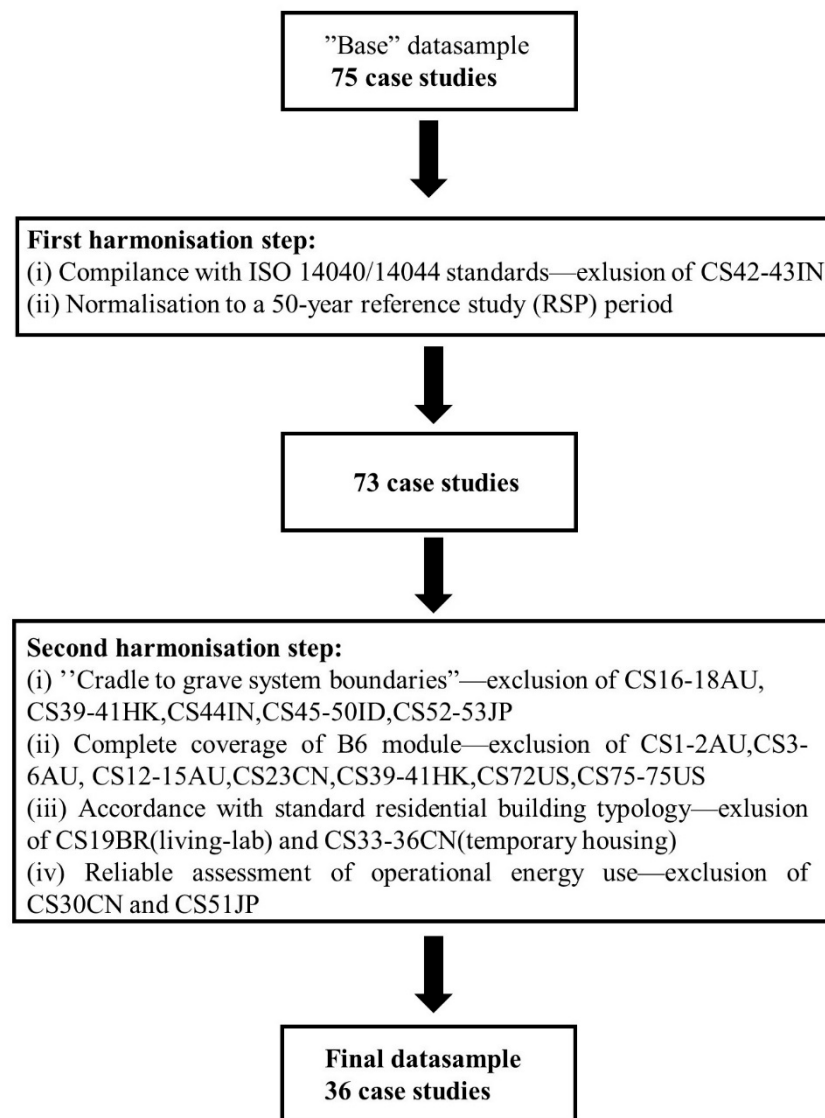 ”Base” datasample
75 case studies
First harmonisation step:
(i) Compilance with ISO 14040/14044 standards—exlusion of CS42-43IN
(ii) Normalisation to a 50-year reference study (RSP) period
73 case studies
Second harmonisation step:
(i) ’’Cradle to grave system boundaries”—exclusion of CS16-18AU,
CS39-41HK,CS44IN,CS45-50ID,CS52-53JP
(ii) Complete coverage of B6 module—exclusion of CS1-2AU,CS3-
6AU, CS12-15AU,CS23CN,CS39-41HK,CS72US,CS75-75US
(iii) Accordance with standard residential building typology—exlusion
of CS19BR(living-lab) and CS33-36CN(temporary housing)
(iv) Reliable assessment of operational energy use—exclusion of
CS30CN and CS51JP
Final datasample
36 case studies